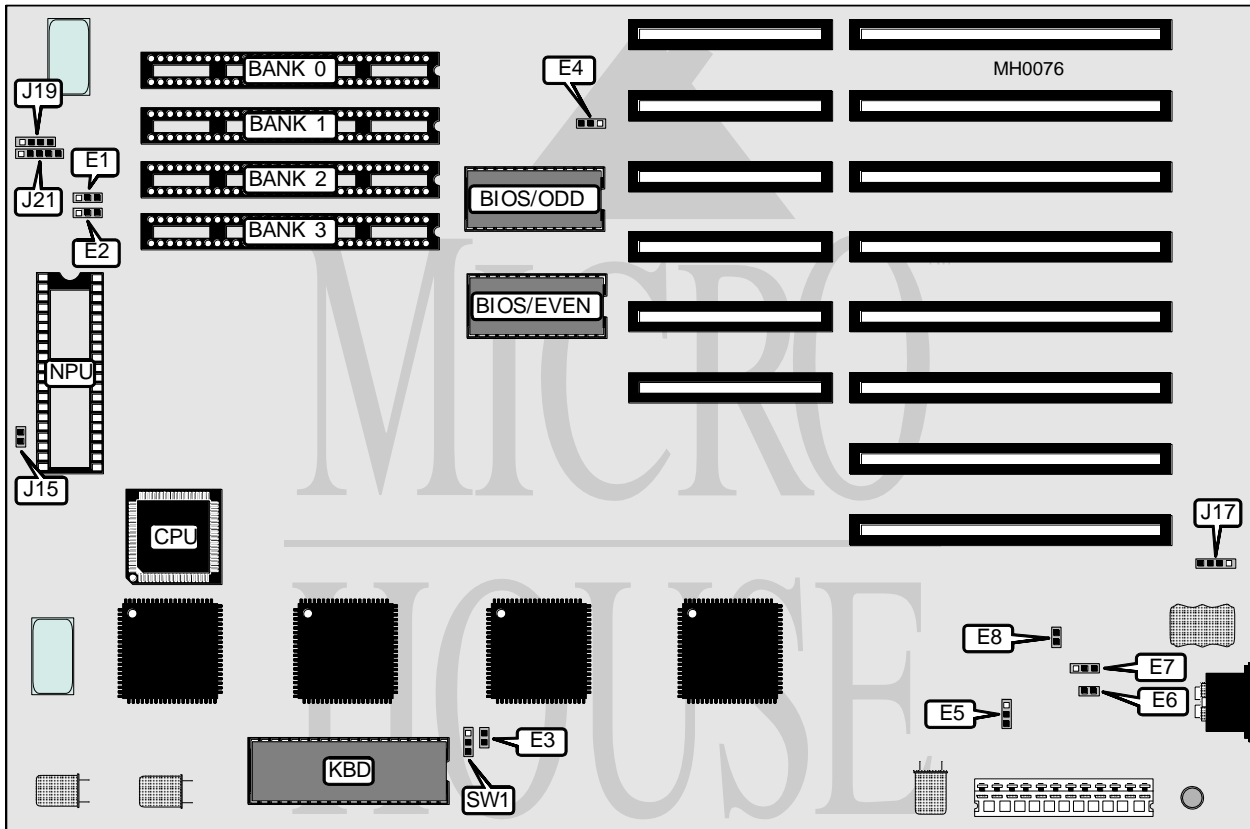 MH0076
BANK 0
E4
J19
BANK 1
E1
BANK 2
J21
BIOS/ODD
E2
BANK 3
BIOS/EVEN
NPU
MICRO
J15
CPU
J17
HOUSE
E8
E7
E6
E5
E3
KBD
SW1